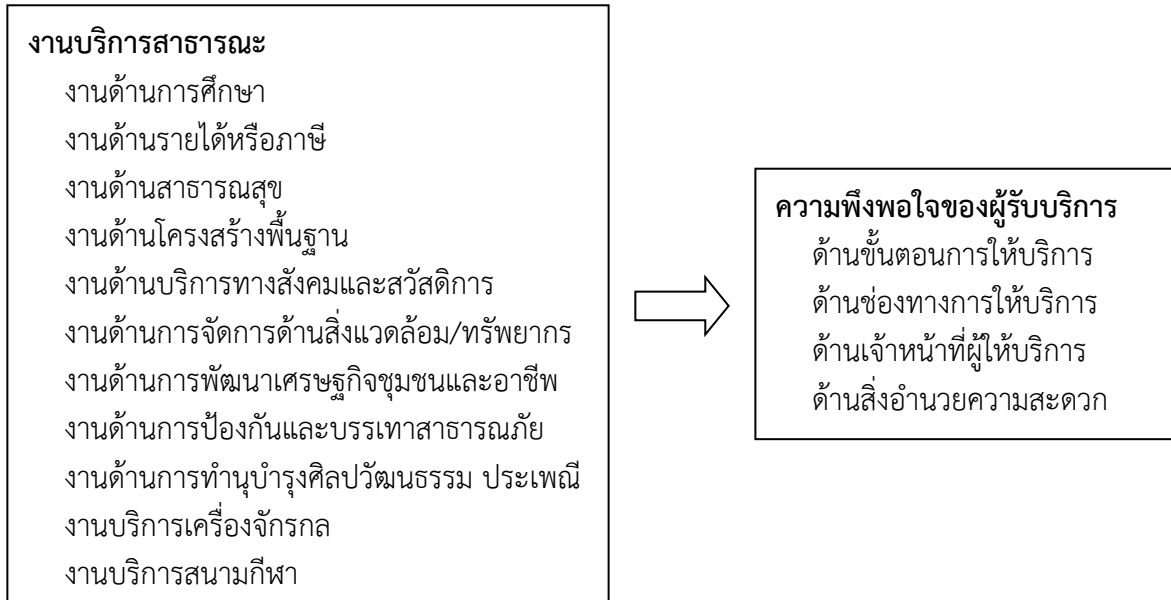 งานบริการสาธารณะ
งานด้านการศึกษา
งานด้านรายได้หรือภาษี
งานด้านสาธารณสุข
งานด้านโครงสร้างพื้นฐาน
งานด้านบริการทางสังคมและสวัสดิการ
งานด้านการจัดการด้านสิ่งแวดล้อม/ทรัพยากร
งานด้านการพัฒนาเศรษฐกิจชุมชนและอาชีพ
งานด้านการป้องกันและบรรเทาสาธารณภัย
งานด้านการทำนุบำรุงศิลปวัฒนธรรม ประเพณี
งานบริการเครื่องจักรกล
งานบริการสนามกีฬา
ความพึงพอใจของผู้รับบริการ
ด้านขั้นตอนการให้บริการ
ด้านช่องทางการให้บริการ
ด้านเจ้าหน้าที่ผู้ให้บริการ
ด้านสิ่งอำนวยความสะดวก